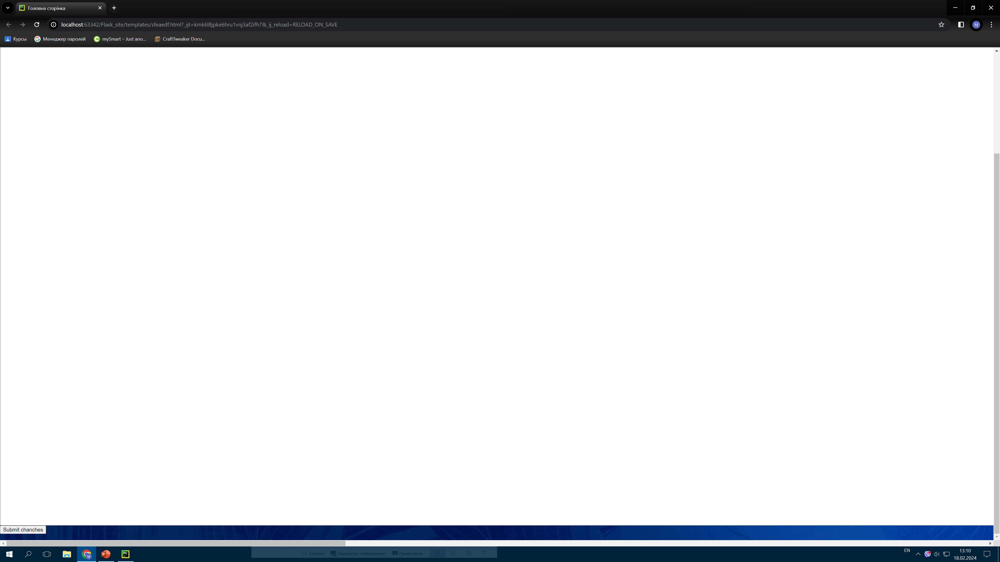 Головна сторінка
localhost:63342/Flask_site/templates/sfeaedf.html?_ijt=kmk6l8jpke6hru1vnj3af2ifh7&_ij_reload=RELOAD_ON_SAVE
M
Курсы
Менеджер паролей
mySmart – Just ano...
CraftTweaker Docu...
Submit chanches
Заметки
Параметры отображения
Примечания
EN
13:10
18.02.2024